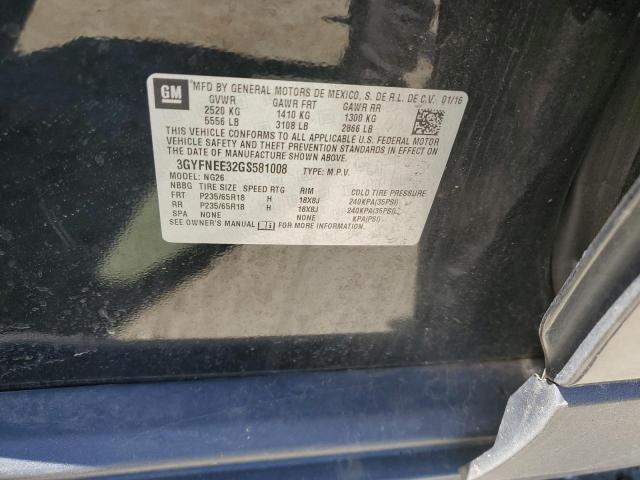 GM
MFD BY GENERAL MOTORS DE MEXICO, S. DE R.L. DE C.V. 01/16
GVWR GAWR FRT GAWR RR
2520 KG 1410 KG 1300 KG
5556 LB 3108 LB 2866 LB
THIS VEHICLE CONFORMS TO ALL APPLICABLE U.S. FEDERAL MOTOR
VEHICLE SAFETY AND THEFT PREVENTION STANDARDS IN EFFECT ON
THE DATE OF MANUFACTURE SHOWN ABOVE.
3GYFNEE32GS581008 TYPE: M.P.V.
MODEL: NG26
NBBG TIRE SIZE SPEED RTG RIM COLD TIRE PRESSURE
FRT P235/65R18 H 18X8J 240KPA(35PSI)
RR P235/65R18 H 18X8J 240KPA(35PSI)
SPA NONE NONE KPA(PSI)
SEE OWNER'S MANUAL FOR MORE INFORMATION.